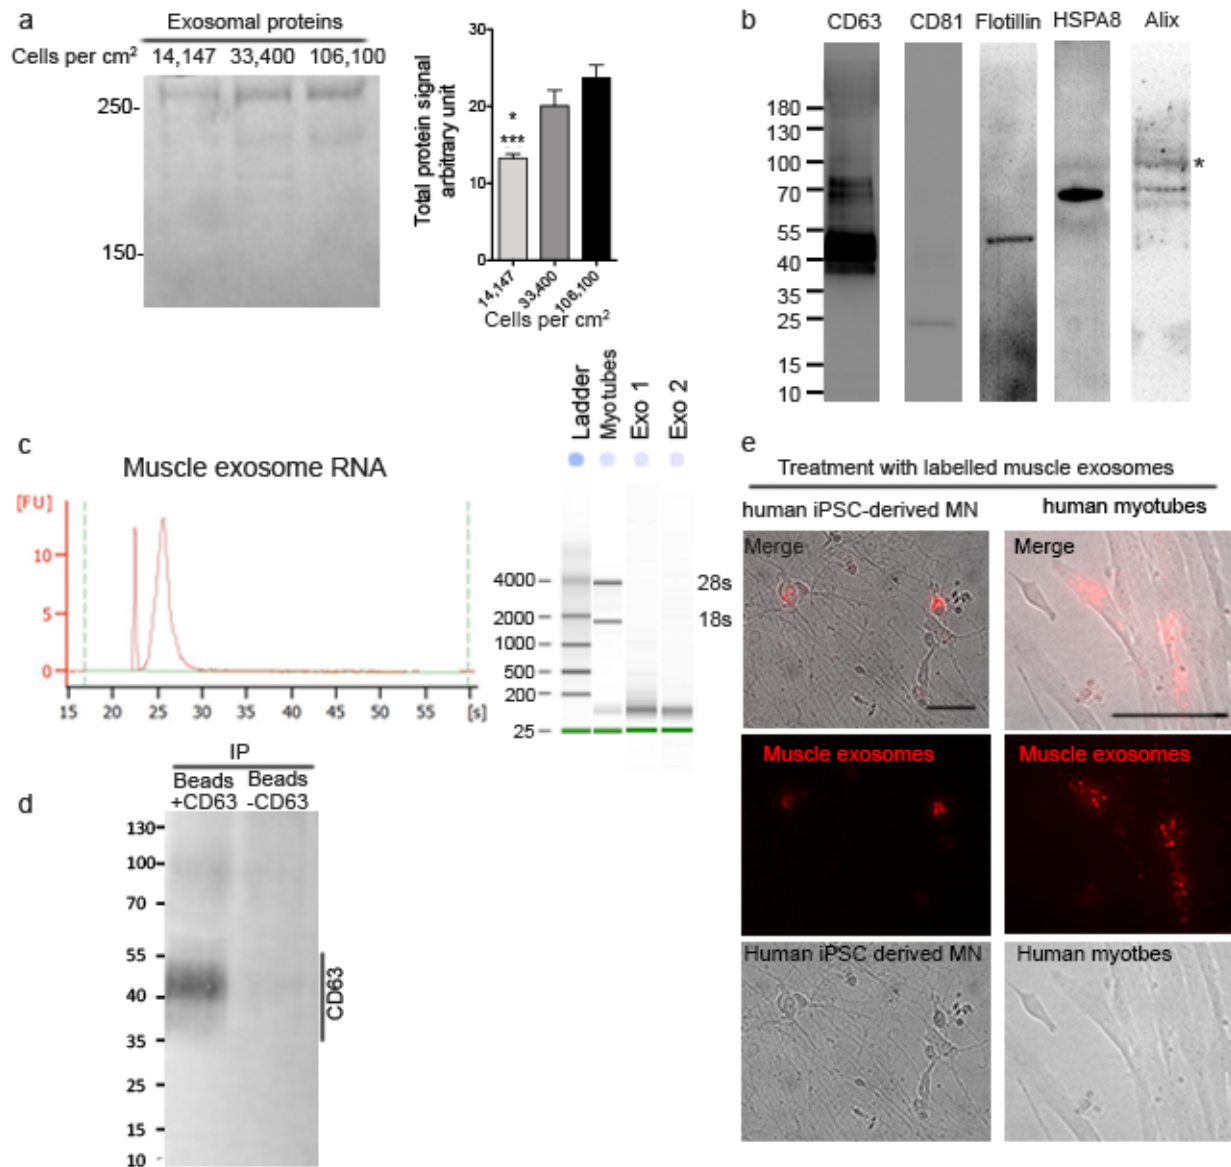 a
Exosomal proteins
Cells per cm²
14,147 33,400 106,100
250-
150-
Total protein signal
arbitrary unit
30
20
10
0
*
***
14,147
33,400
106,100
Cells per cm²
b
CD63 CD81 Flotillin HSPA8 Alix
180
130
100
70
55
40
35
25
15
10
*
c
Muscle exosome RNA
[FU]
10
5
0
15 20 25 30 35 40 45 50 55 [s]
Ladder
Myotubes
Exo 1
Exo 2
4000
2000
1000
500
200
25
28s
18s
d
IP
Beads Beads
+CD63 -CD63
130
100
70
55
40
35
25
15
10
CD63
e
Treatment with labelled muscle exosomes
human iPSC-derived MN
human myotubes
Merge
Merge
Muscle exosomes
Muscle exosomes
Human iPSC derived MN
Human myotbes